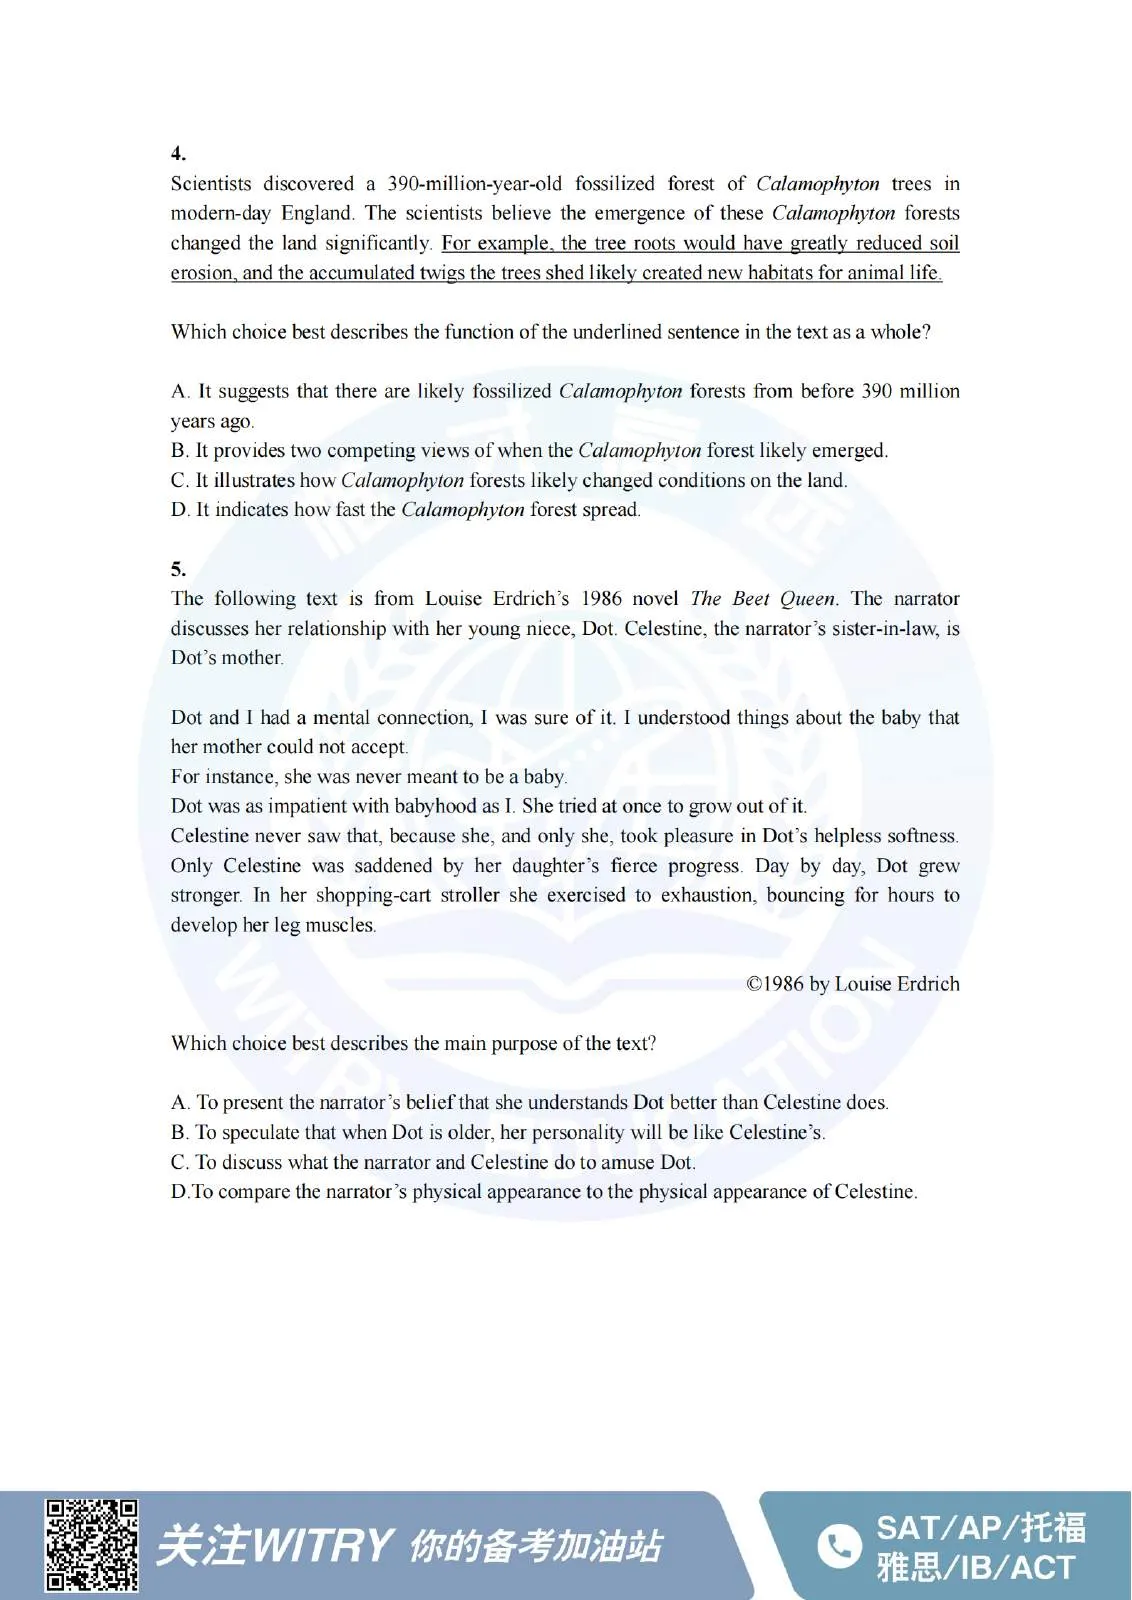 4.
Scientists discovered a 390-million-year-old fossilized forest of Calamophyton trees in
modern-day England. The scientists believe the emergence of these Calamophyton forests
changed the land significantly. For example, the tree roots would have greatly reduced soil
erosion, and the accumulated twigs the trees shed likely created new habitats for animal life.
Which choice best describes the function of the underlined sentence in the text as a whole?
A. It suggests that there are likely fossilized Calamophyton forests from before 390 million
years ago.
B. It provides two competing views of when the Calamophyton forest likely emerged.
C. It illustrates how Calamophyton forests likely changed conditions on the land.
D. It indicates how fast the Calamophyton forest spread.
5.
The following text is from Louise Erdrich’s 1986 novel The Beet Queen. The narrator
discusses her relationship with her young niece, Dot. Celestine, the narrator’s sister-in-law, is
Dot’s mother.
Dot and I had a mental connection, I was sure of it. I understood things about the baby that
her mother could not accept.
For instance, she was never meant to be a baby.
Dot was as impatient with babyhood as I. She tried at once to grow out of it.
Celestine never saw that, because she, and only she, took pleasure in Dot’s helpless softness.
Only Celestine was saddened by her daughter’s fierce progress. Day by day, Dot grew
stronger. In her shopping-cart stroller she exercised to exhaustion, bouncing for hours to
develop her leg muscles.
©1986 by Louise Erdrich
Which choice best describes the main purpose of the text?
A. To present the narrator’s belief that she understands Dot better than Celestine does.
B. To speculate that when Dot is older, her personality will be like Celestine’s.
C. To discuss what the narrator and Celestine do to amuse Dot.
D.To compare the narrator’s physical appearance to the physical appearance of Celestine.
WITRY EDUCATION
关注WITRY 你的备考加油站
SAT/AP/托福
雅思/IB/ACT